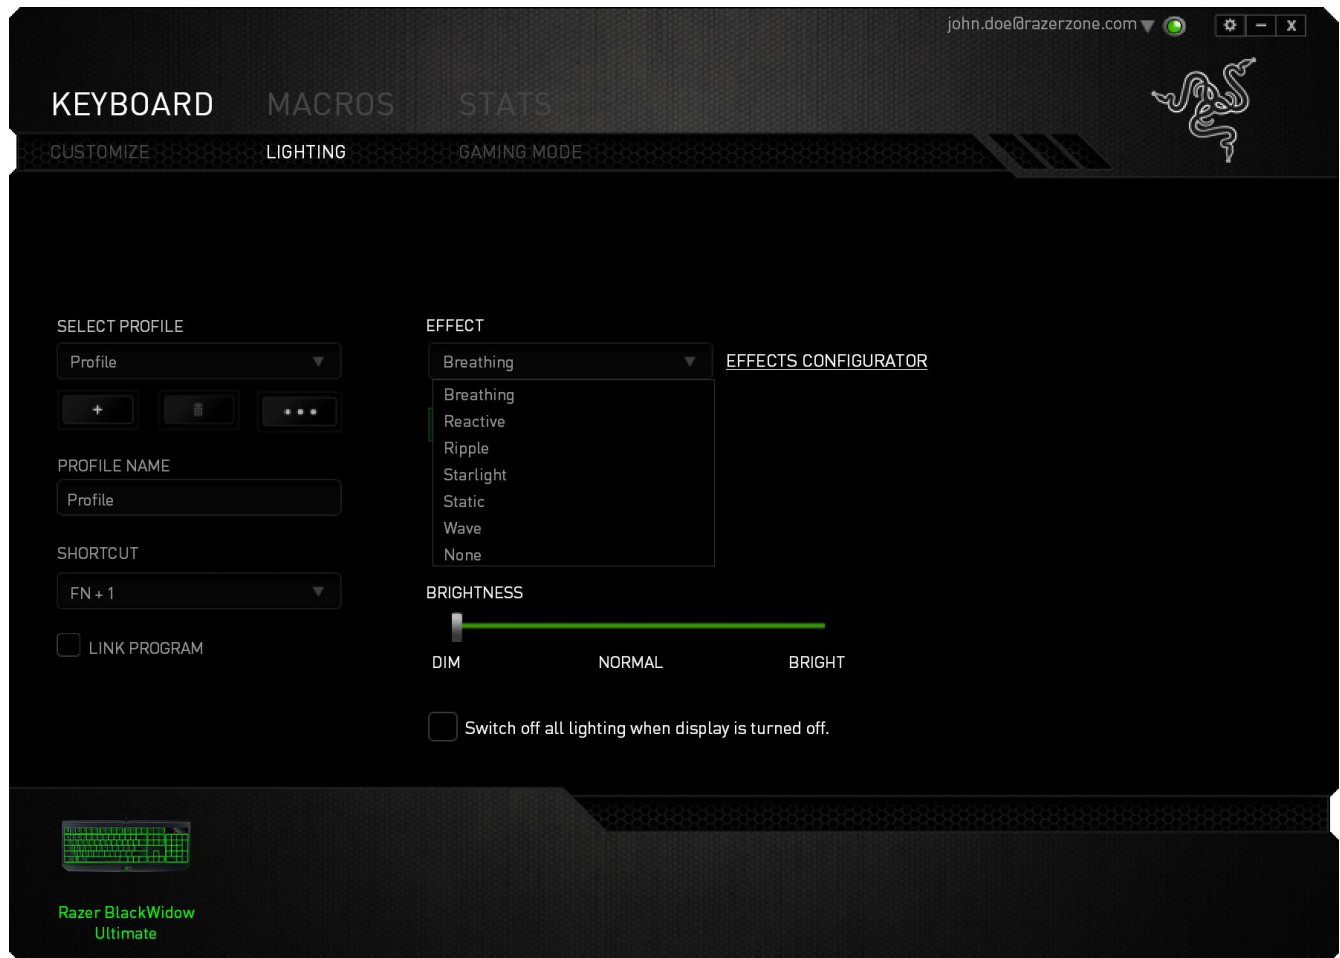 john.doe@razerzone.com
X
KEYBOARD MACROS STATS
CUSTOMIZE LIGHTING GAMING MODE
SELECT PROFILE
Profile
+
PROFILE NAME
Profile
SHORTCUT
FN + 1
LINK PROGRAM
EFFECT
Breathing
EFFECTS CONFIGURATOR
Breathing
Reactive
Ripple
Starlight
Static
Wave
None
BRIGHTNESS
DIM NORMAL BRIGHT
Switch off all lighting when display is turned off.
Razer BlackWidow
Ultimate